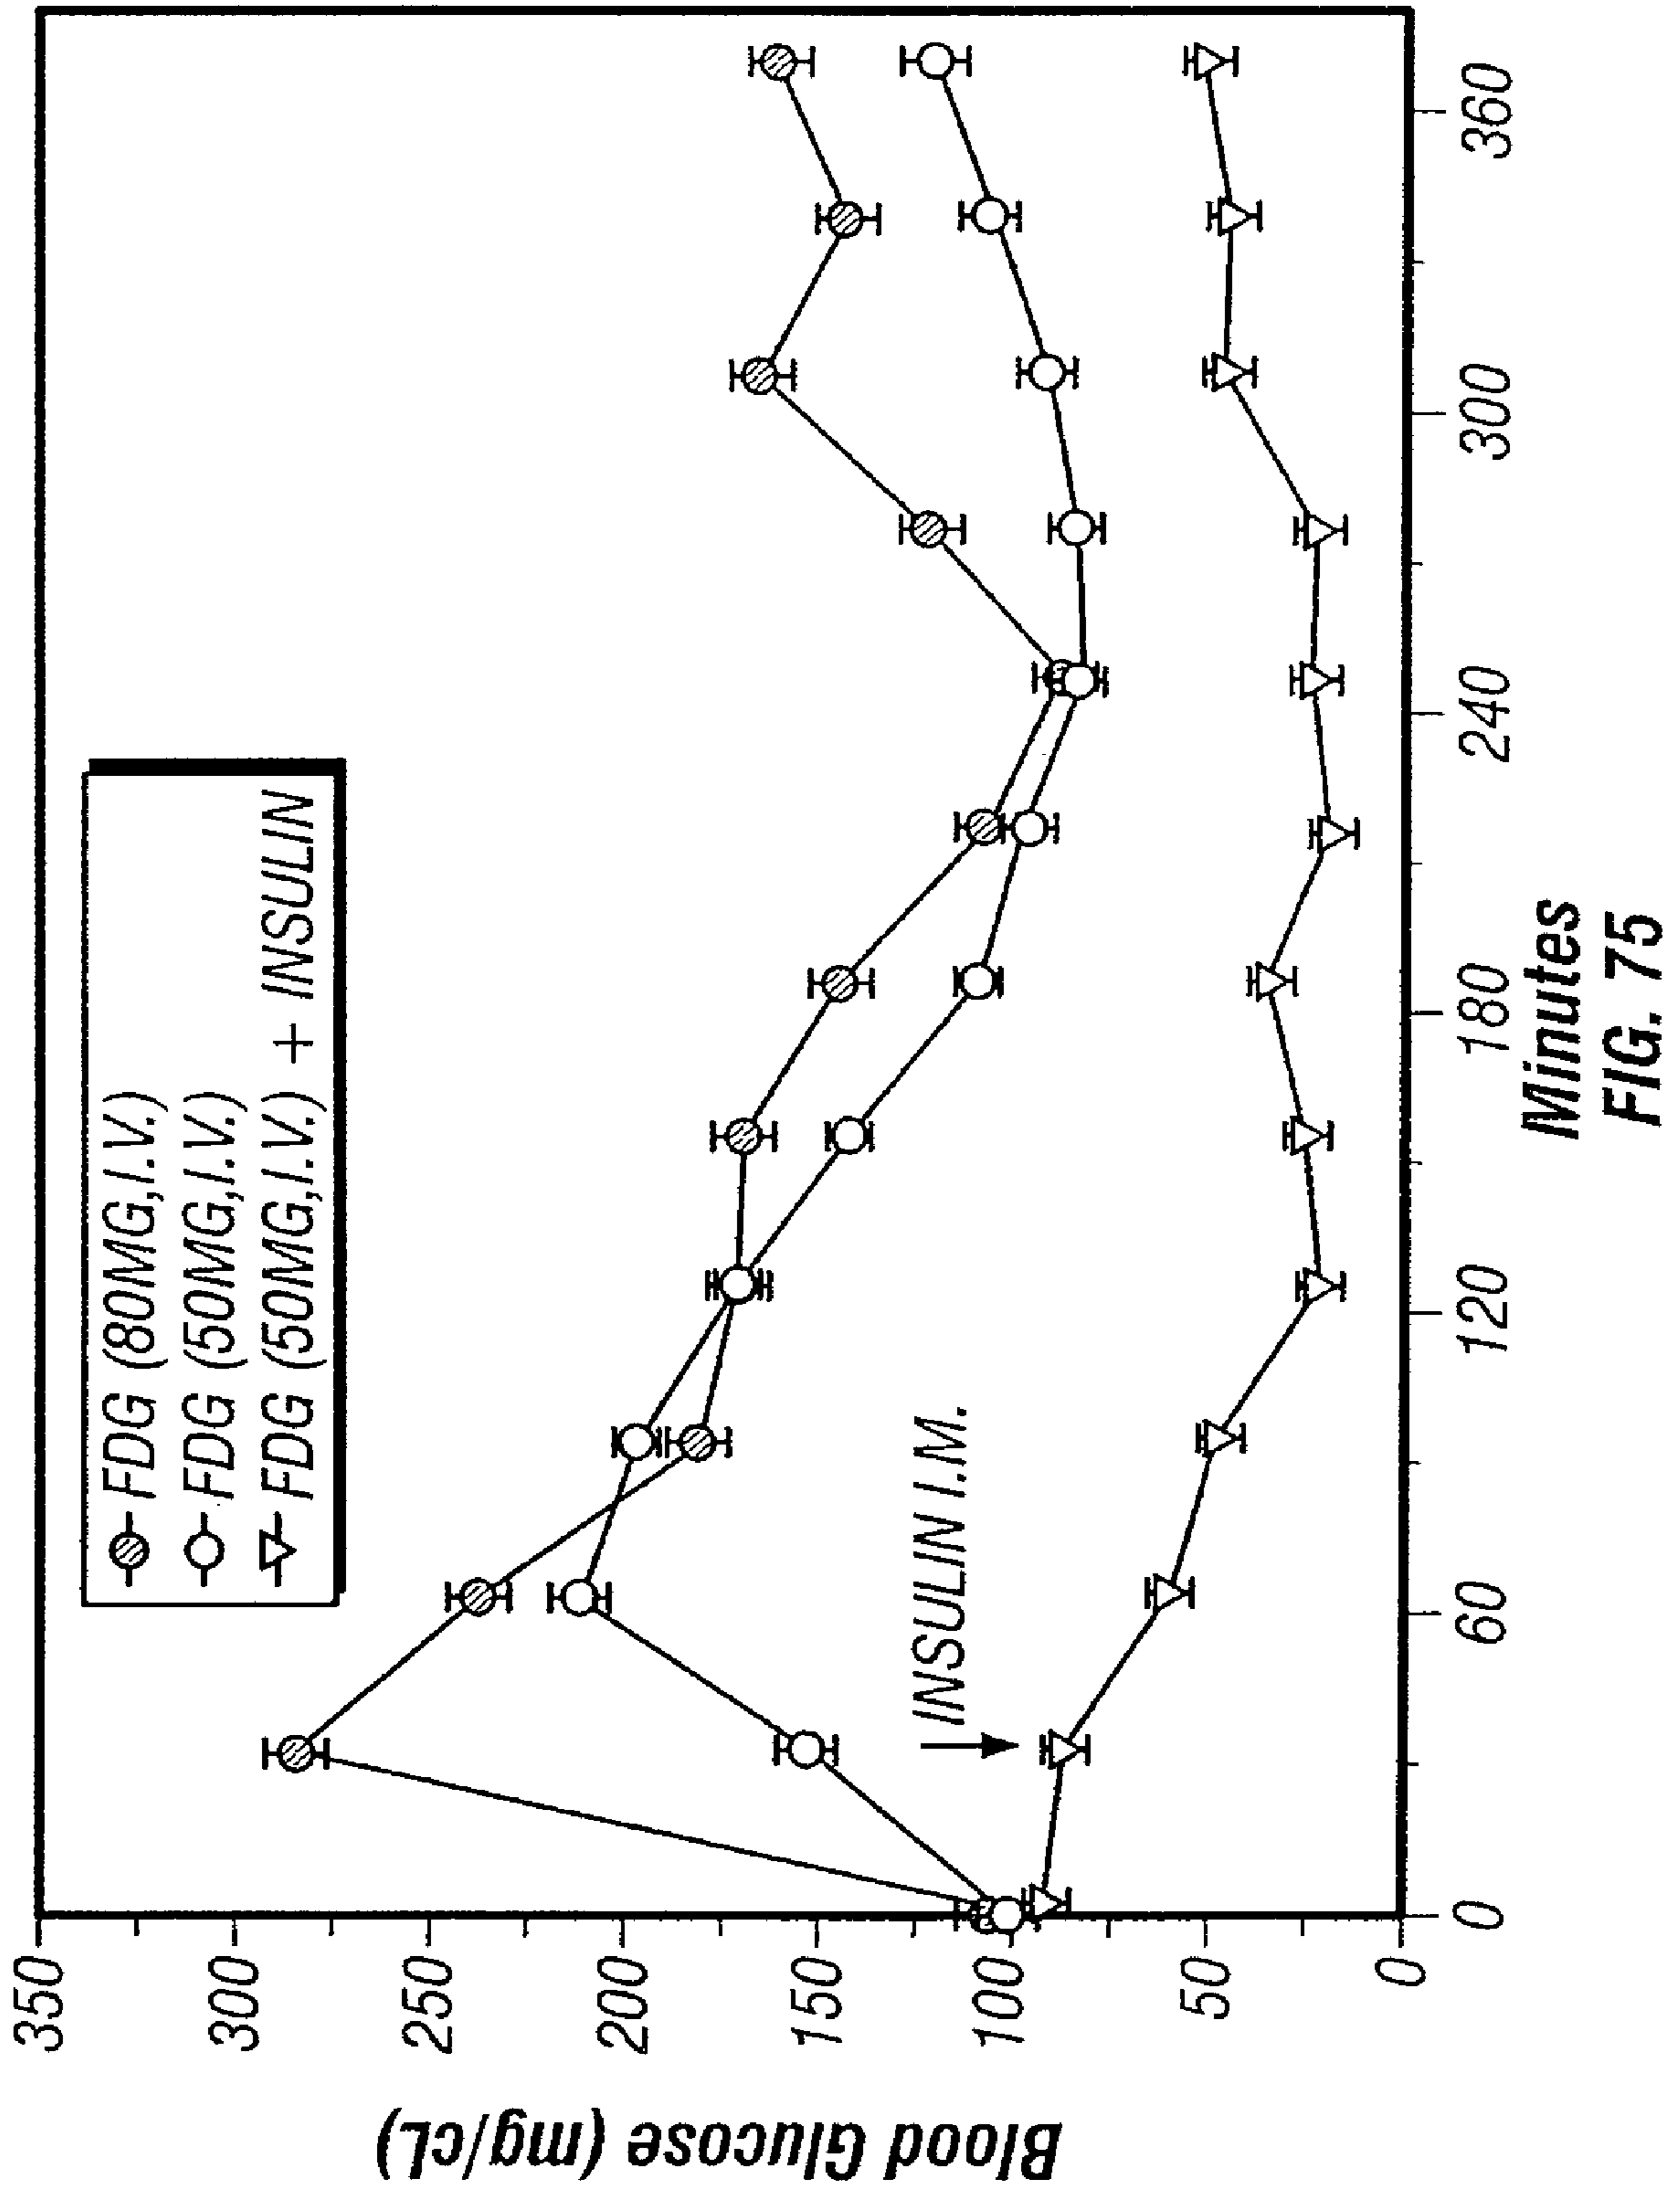 Blood Glucose (mg/cL)
350
300
250
200
150
100
50
0
FDG (80MG,I.V.)
FDG (50MG,I.V.)
FDG (50MG,I.V.) + INSULIN
INSULIN I.M.
0
60
120
180
240
300
360
Minutes
FIG. 75